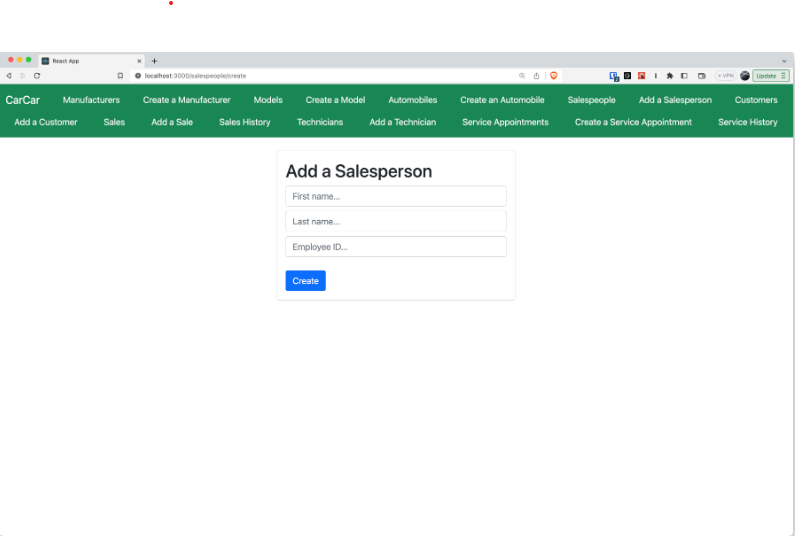 React App
localhost:3000/salespeople/create
VPN
Update
CarCar Manufacturers Create a Manufacturer Models Create a Model Automobiles Create an Automobile Salespeople Add a Salesperson Customers
Add a Customer Sales Add a Sale Sales History Technicians Add a Technician Service Appointments Create a Service Appointment Service History
Add a Salesperson
First name...
Last name...
Employee ID...
Create